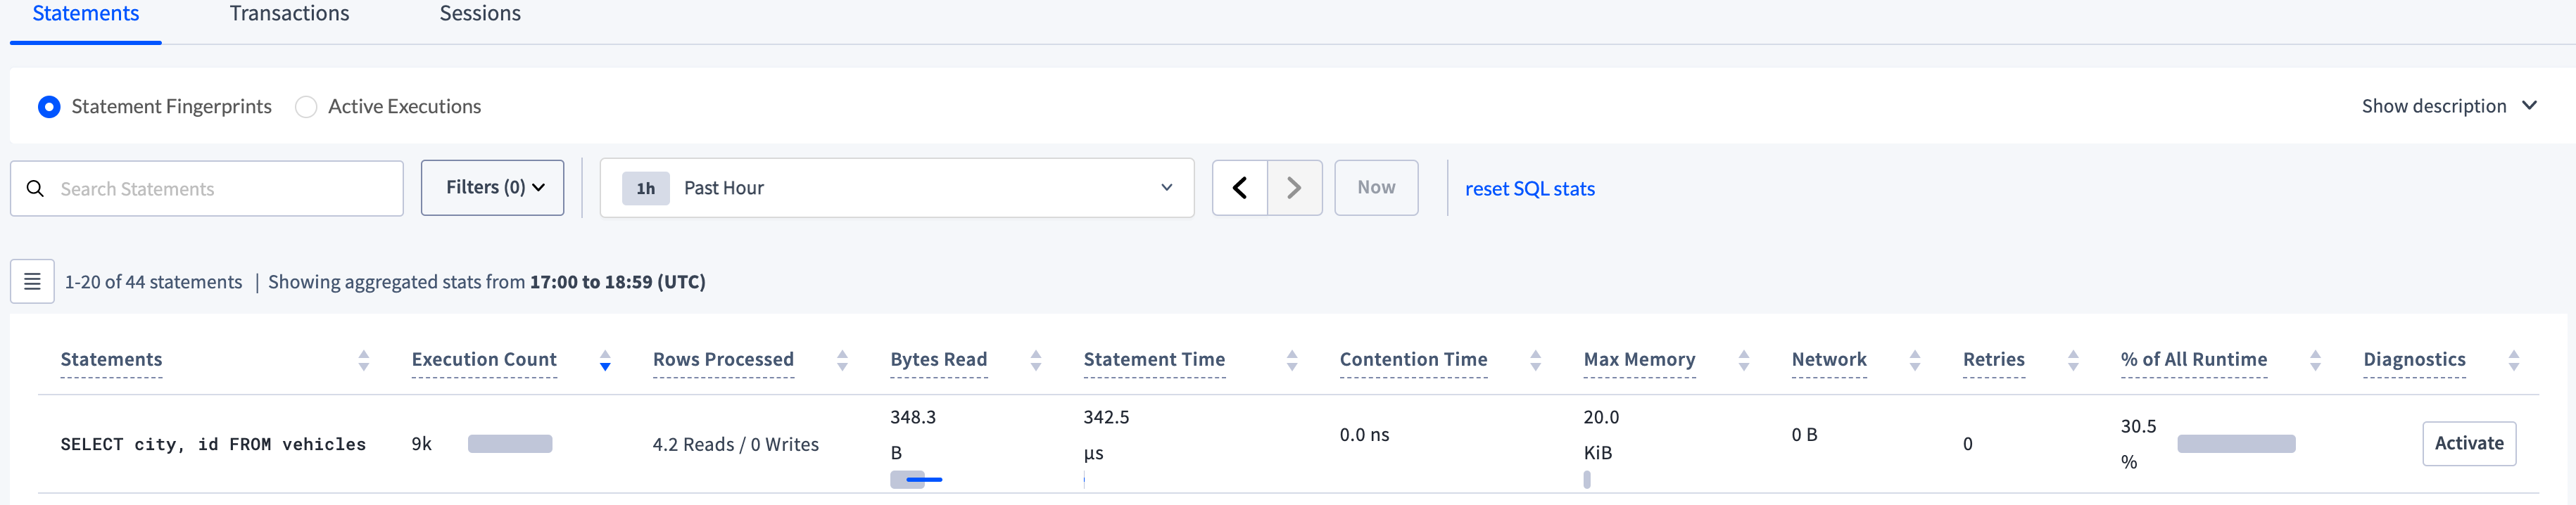 Statements Transactions Sessions
Statement Fingerprints Active Executions Show description
Search Statements Filters (0) 1h Past Hour Now reset SQL stats
1-20 of 44 statements | Showing aggregated stats from 17:00 to 18:59 (UTC)
Statements Execution Count Rows Processed Bytes Read Statement Time Contention Time Max Memory Network Retries % of All Runtime Diagnostics
SELECT city, id FROM vehicles 9k 4.2 Reads / 0 Writes 348.3 B 342.5 µs 0.0 ns 20.0 KiB 0 B 0 30.5 % Activate